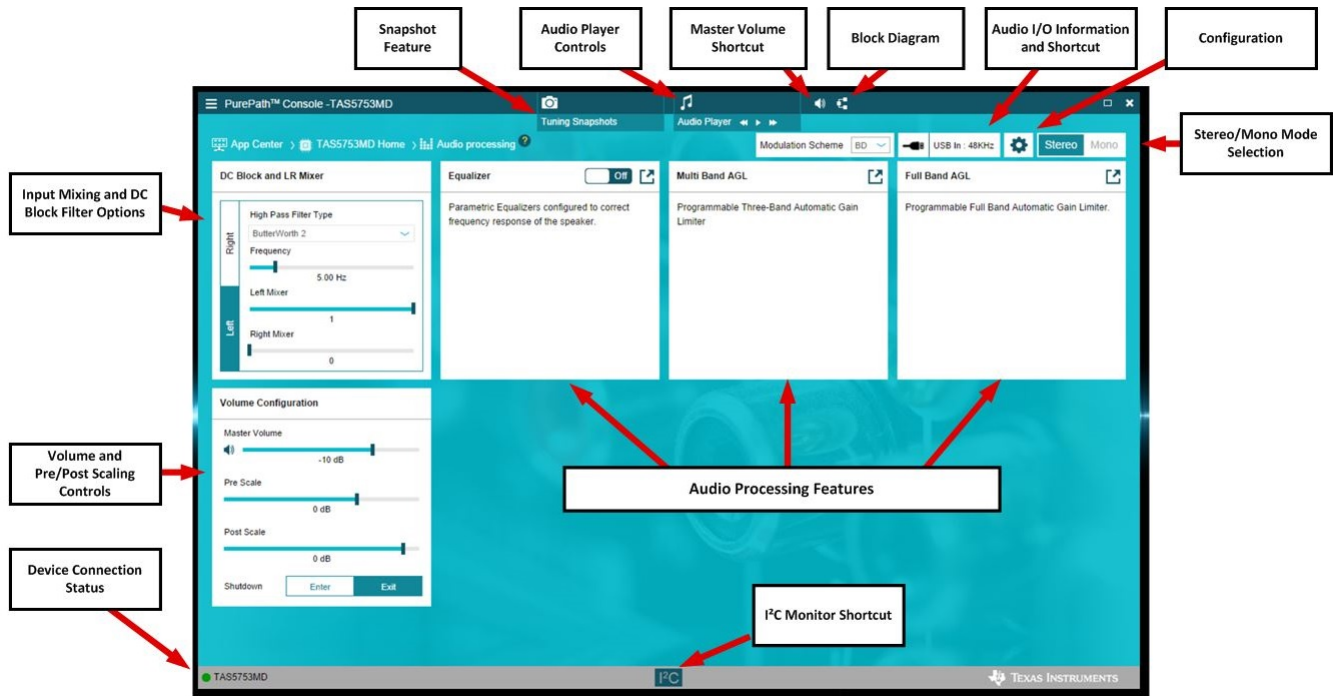 Snapshot
Feature
Audio Player
Controls
Master Volume
Shortcut
Block Diagram
Audio I/O Information
and Shortcut
Configuration
PurePath™ Console -TAS5753MD
Tuning Snapshots
Audio Player
App Center > TAS5753MD Home > Audio processing ?
Modulation Scheme BD
USB In : 48KHz
Stereo Mono
Stereo/Mono Mode
Selection
Input Mixing and DC
Block Filter Options
DC Block and LR Mixer
Right
Left
High Pass Filter Type
ButterWorth 2
Frequency
5.00 Hz
Left Mixer
1
Right Mixer
0
Equalizer Off
Parametric Equalizers configured to correct
frequency response of the speaker.
Multi Band AGL
Programmable Three-Band Automatic Gain
Limiter
Full Band AGL
Programmable Full Band Automatic Gain Limiter.
Volume and
Pre/Post Scaling
Controls
Volume Configuration
Master Volume
-10 dB
Pre Scale
0 dB
Post Scale
0 dB
Shutdown Enter Exit
Audio Processing Features
Device Connection
Status
I²C Monitor Shortcut
TAS5753MD
I²C
TEXAS INSTRUMENTS